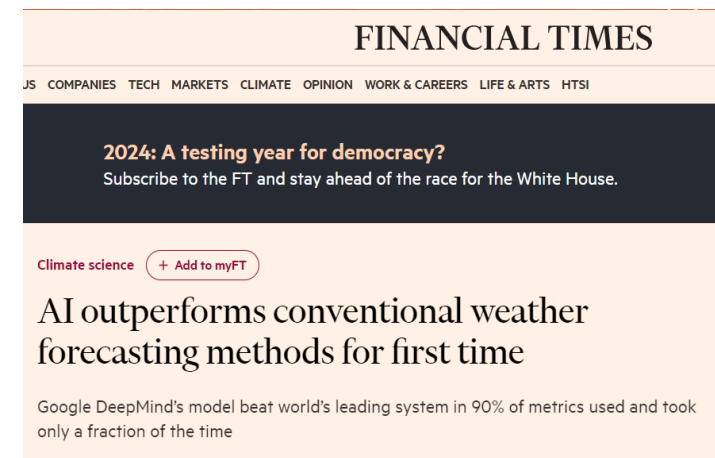 FINANCIAL TIMES
US COMPANIES TECH MARKETS CLIMATE OPINION WORK & CAREERS LIFE & ARTS HTSI
2024: A testing year for democracy?
Subscribe to the FT and stay ahead of the race for the White House.
Climate science + Add to myFT
AI outperforms conventional weather
forecasting methods for first time
Google DeepMind’s model beat world’s leading system in 90% of metrics used and took
only a fraction of the time